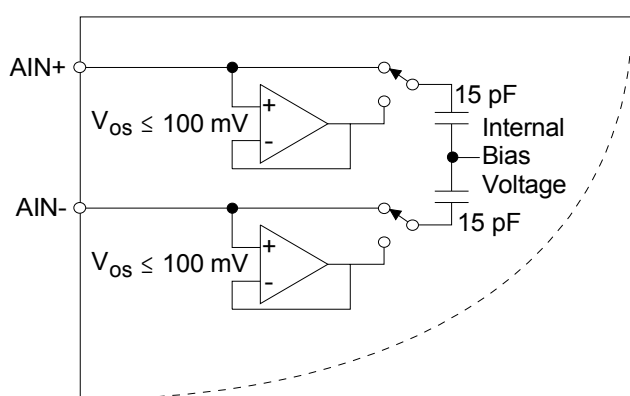 AIN+
+
-
V_os ≤ 100 mV
15 pF
Internal
Bias
Voltage
15 pF
AIN-
+
-
V_os ≤ 100 mV